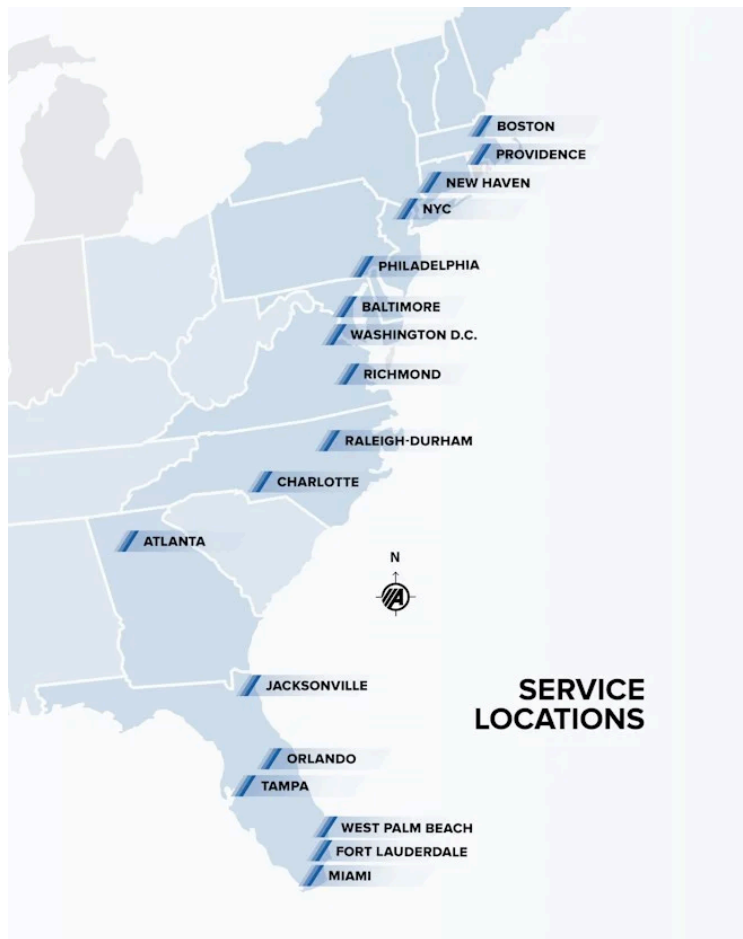 BOSTON
PROVIDENCE
NEW HAVEN
NYC
PHILADELPHIA
BALTIMORE
WASHINGTON D.C.
RICHMOND
RALEIGH-DURHAM
CHARLOTTE
ATLANTA
N
A
JACKSONVILLE
SERVICE
LOCATIONS
ORLANDO
TAMPA
WEST PALM BEACH
FORT LAUDERDALE
MIAMI